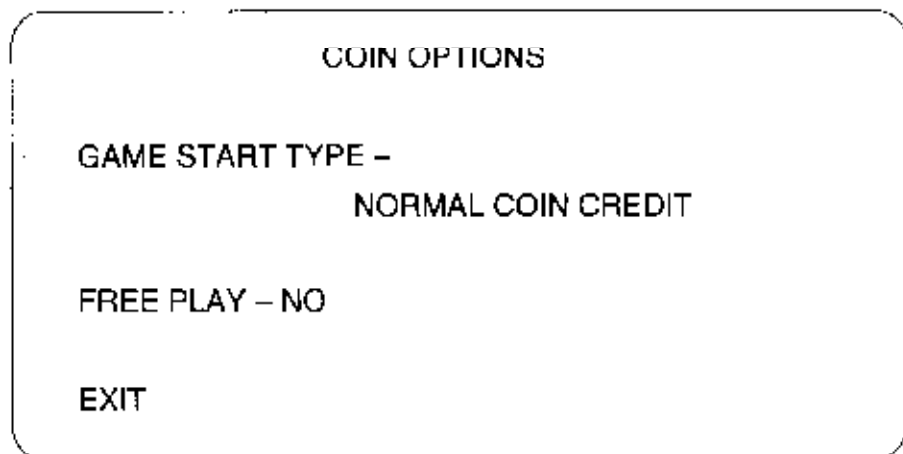 COIN OPTIONS
GAME START TYPE –
NORMAL COIN CREDIT
FREE PLAY – NO
EXIT